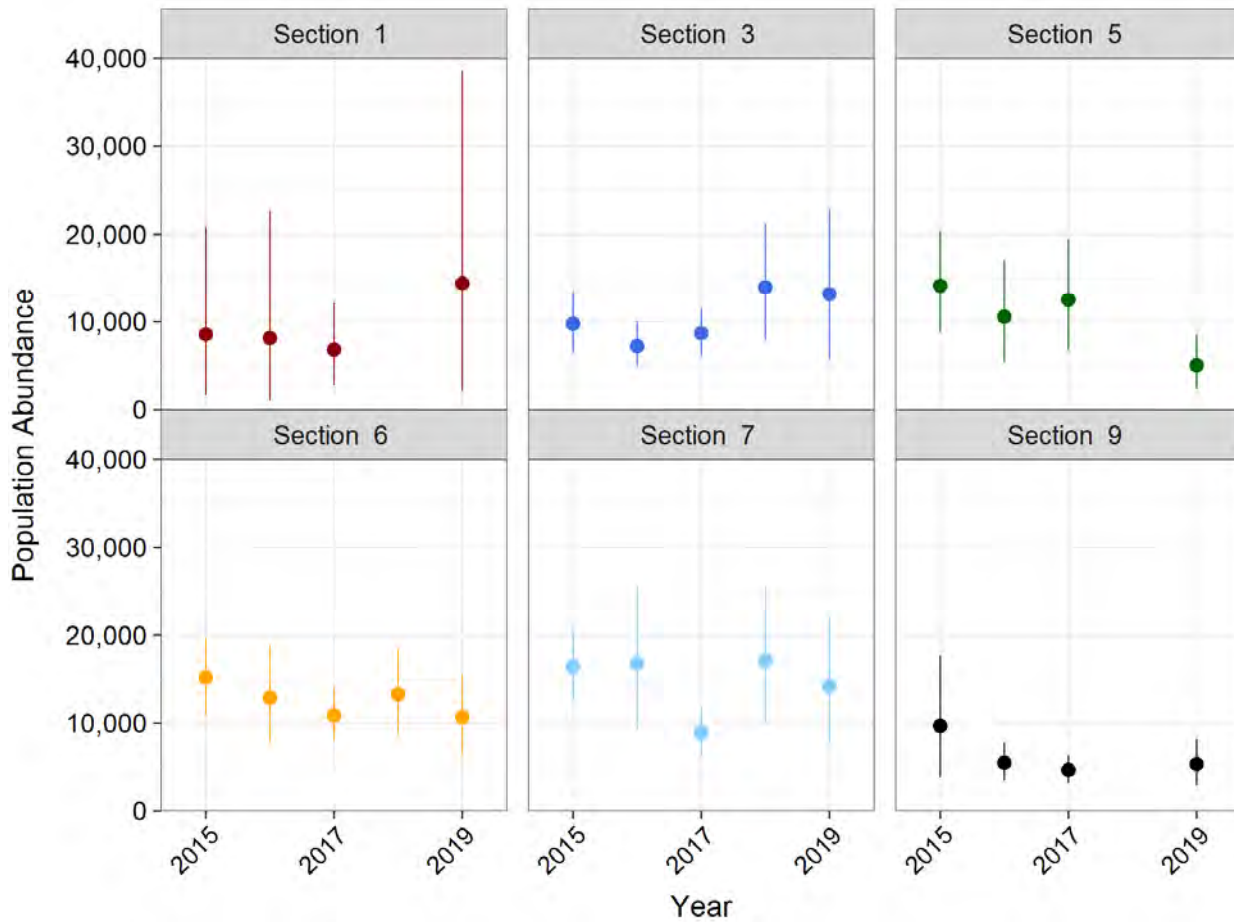 Section 1 Section 3 Section 5
40,000
30,000
20,000
10,000
0
Section 6 Section 7 Section 9
40,000
30,000
20,000
10,000
0
Population Abundance
2015 2017 2019 2015 2017 2019 2015 2017 2019
Year